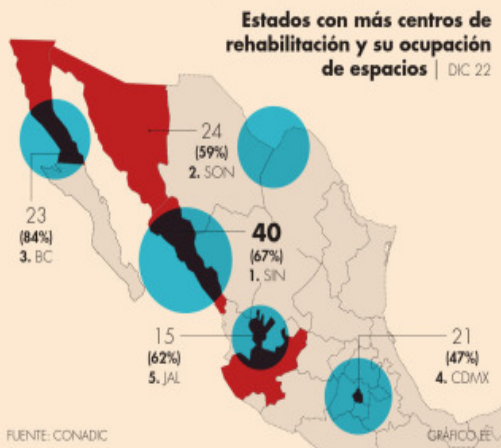 Estados con más centros de
rehabilitación y su ocupación
de espacios | DIC 22
24
(59%)
2. SON
23
(84%)
3. BC
40
(67%)
1. SIN
15
(62%)
5. JAL
21
(47%)
4. CDMX
FUENTE: CONADIC
GRÁFICO EE